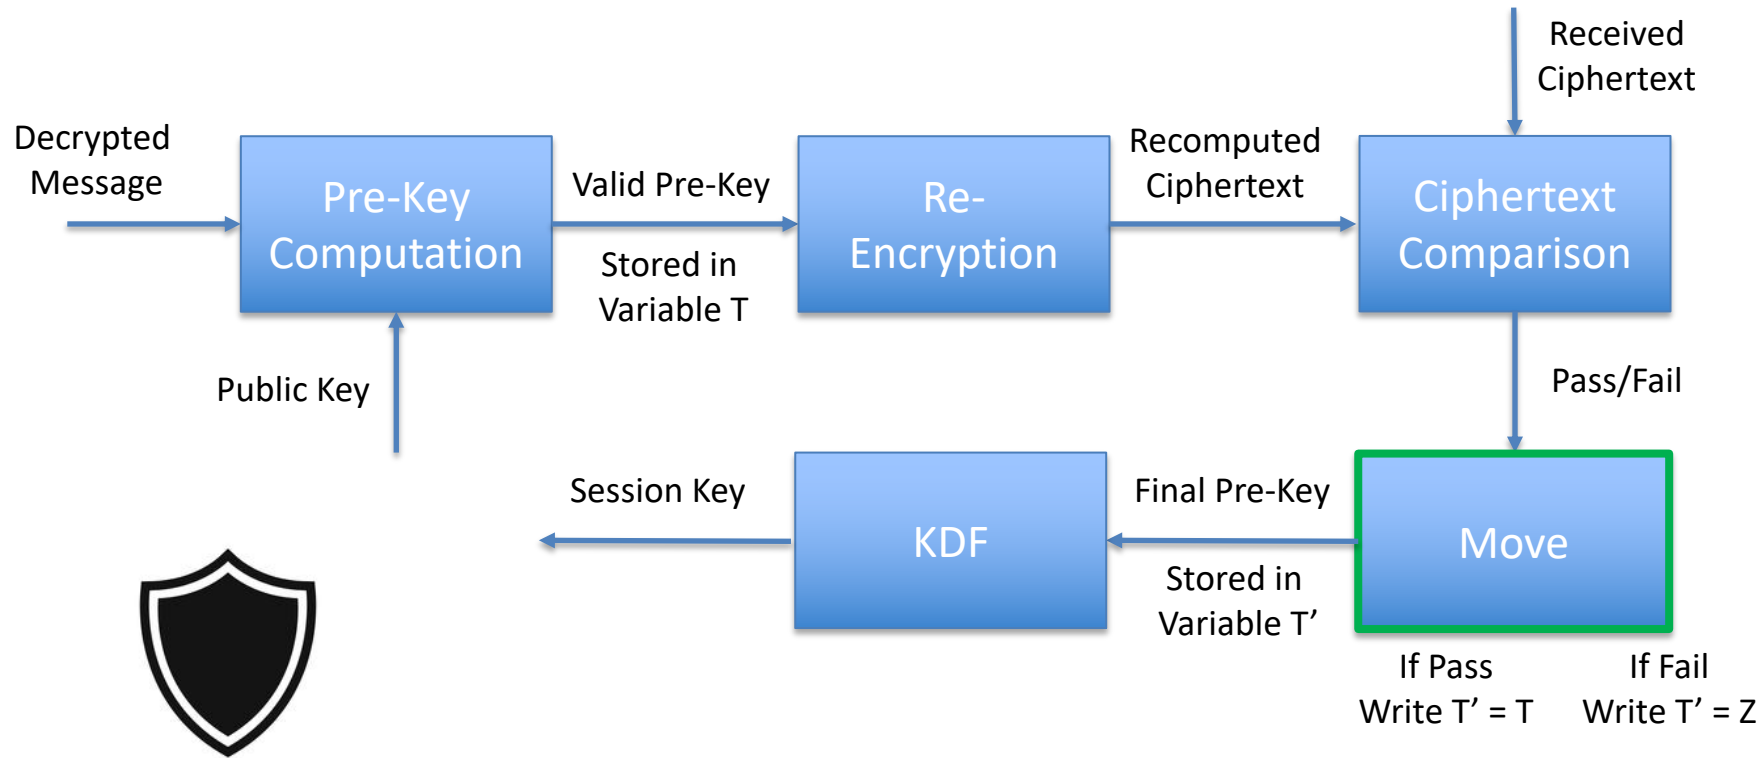 Received
Ciphertext
Decrypted
Message
Pre-Key
Computation
Valid Pre-Key
Stored in
Variable T
Re-
Encryption
Recomputed
Ciphertext
Ciphertext
Comparison
Public Key
Pass/Fail
Session Key
KDF
Final Pre-Key
Stored in
Variable T’
Move
If Pass
Write T’ = T
If Fail
Write T’ = Z